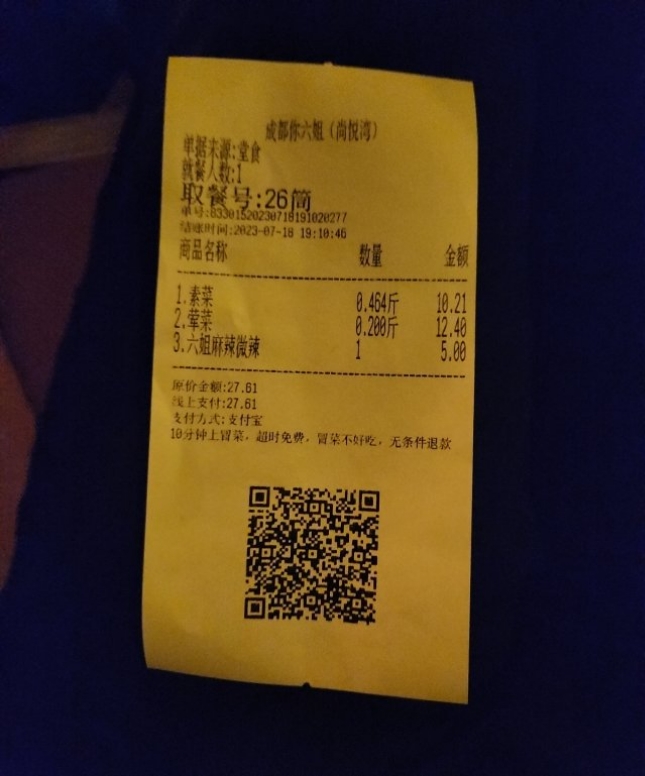 成都你六姐（尚悦湾）
单据来源:堂食
就餐人数:1
取餐号:26筒
单号:83301520230718191020277
结账时间:2023-07-18 19:10:46
商品名称 数量 金额
1.素菜 0.464斤 10.21
2.荤菜 0.200斤 12.40
3.六姐麻辣微辣 1 5.00
原价金额:27.61
线上支付:27.61
支付方式:支付宝
10分钟上冒菜，超时免费，冒菜不好吃，无条件退款